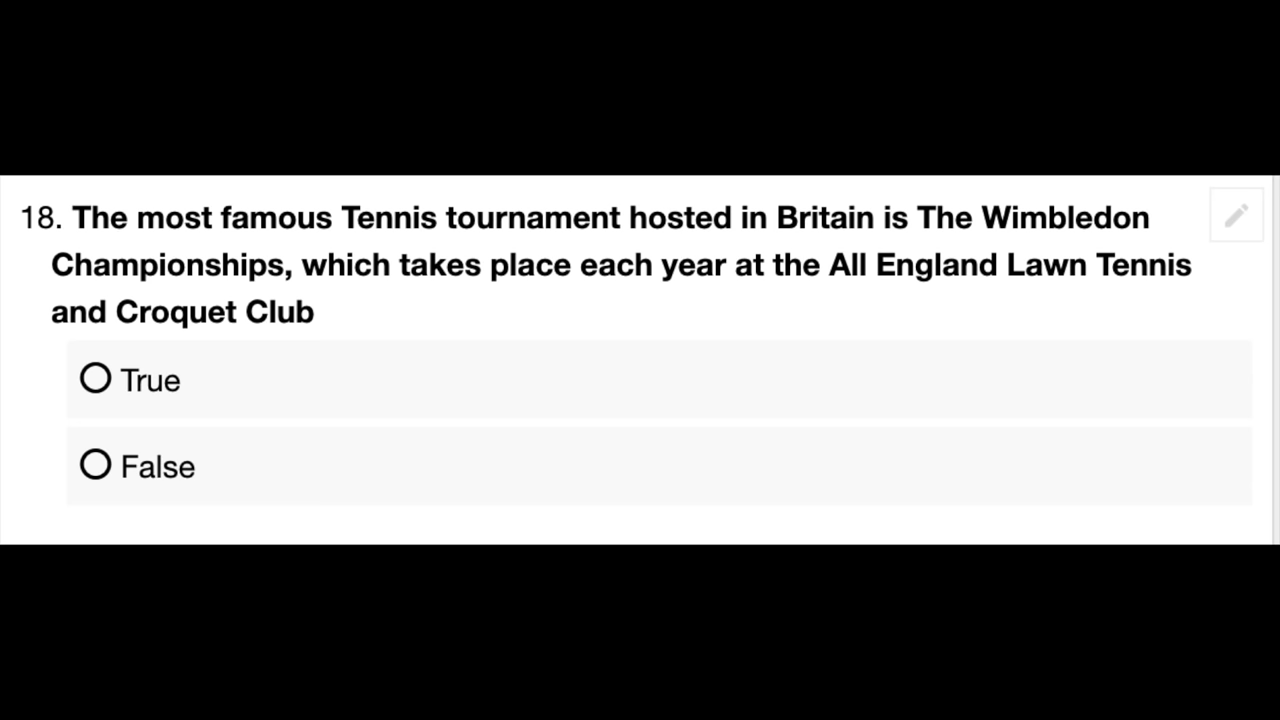 18. The most famous Tennis tournament hosted in Britain is The Wimbledon
Championships, which takes place each year at the All England Lawn Tennis
and Croquet Club
True
False